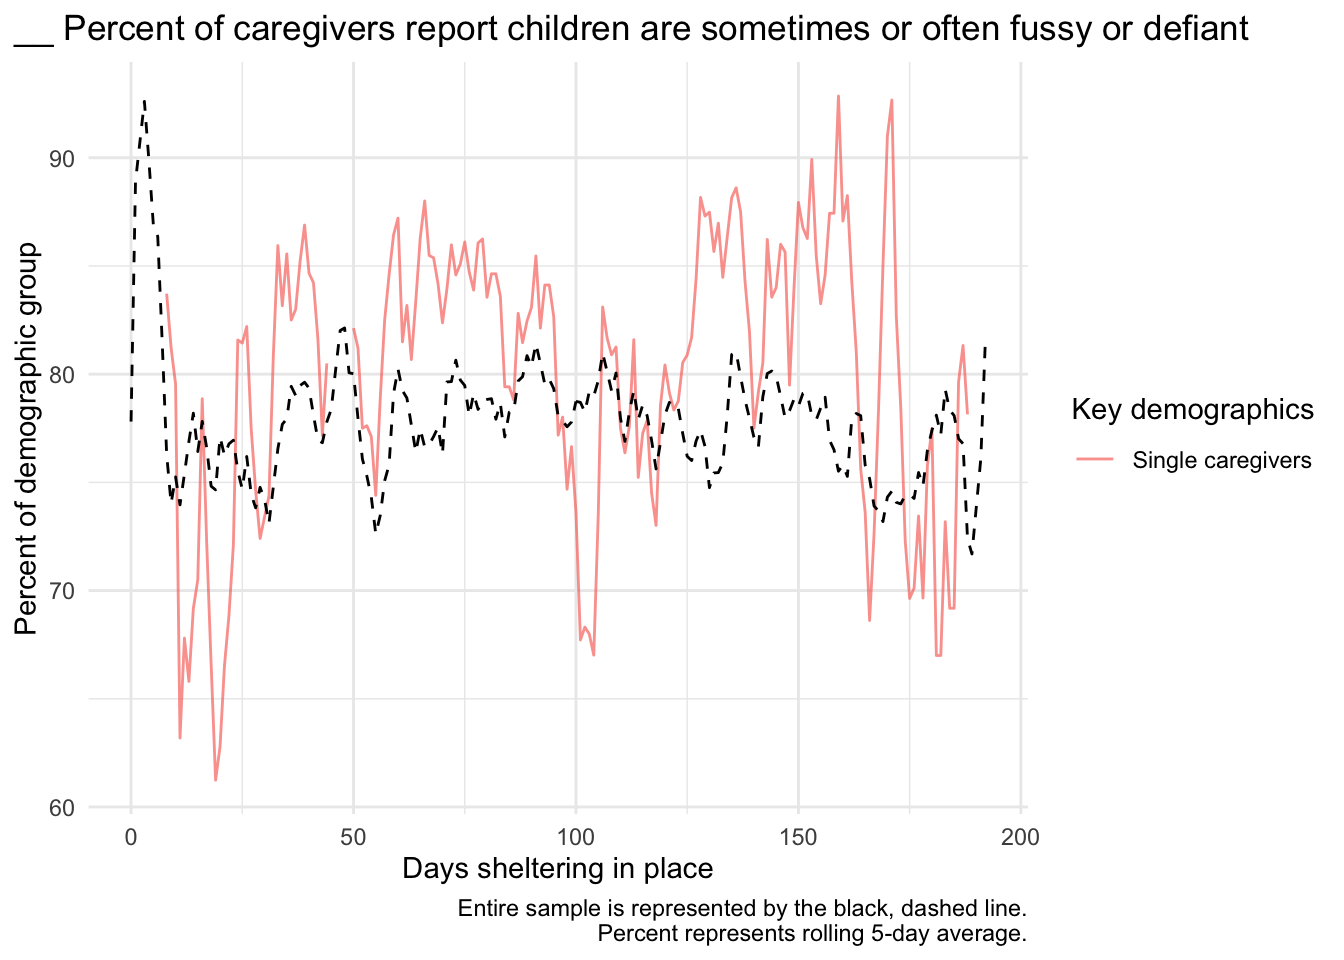 __ Percent of caregivers report children are sometimes or often fussy or defiant
Percent of demographic group
90
80
70
60
0 50 100 150 200
Days sheltering in place
Key demographics
Single caregivers
Entire sample is represented by the black, dashed line.
Percent represents rolling 5-day average.